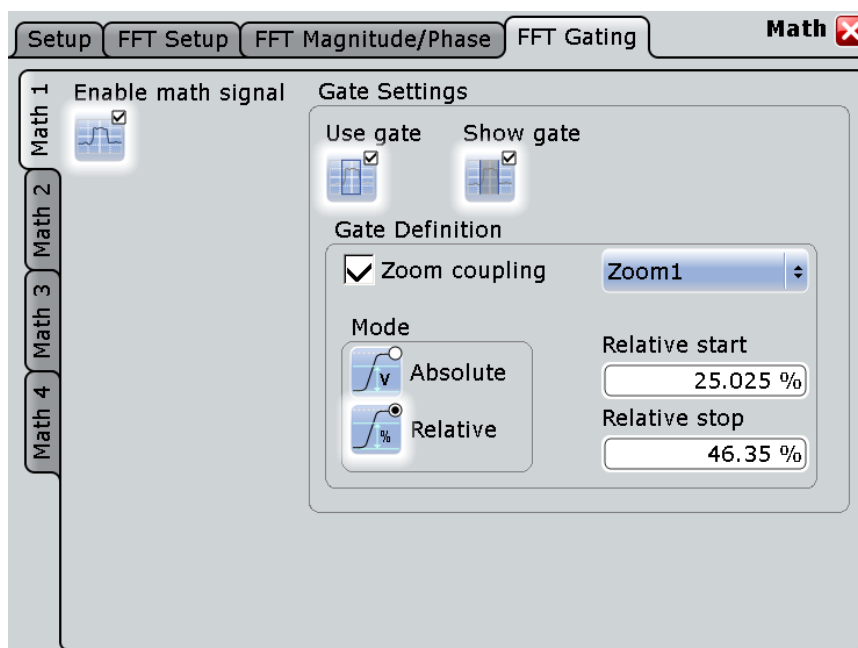 Setup FFT Setup FFT Magnitude/Phase FFT Gating Math
Math 1
Math 2
Math 3
Math 4
Enable math signal
Gate Settings
Use gate Show gate
Gate Definition
Zoom coupling Zoom1
Mode
V Absolute
% Relative
Relative start
25.025 %
Relative stop
46.35 %